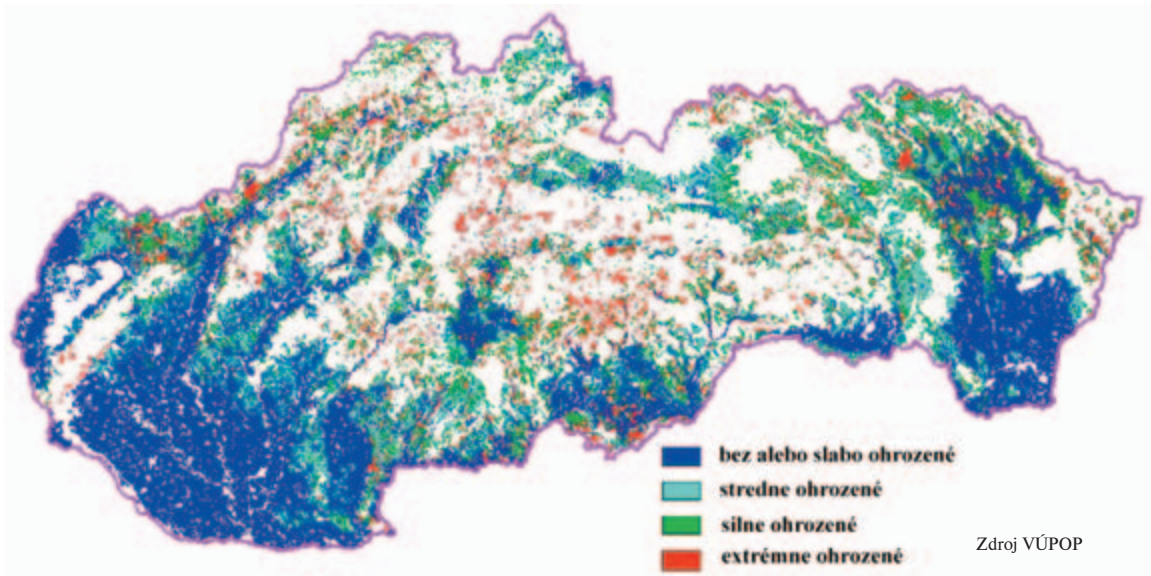 bez alebo slabo ohrozené
stredne ohrozené
silne ohrozené
extrémne ohrozené
Zdroj VÚPOP